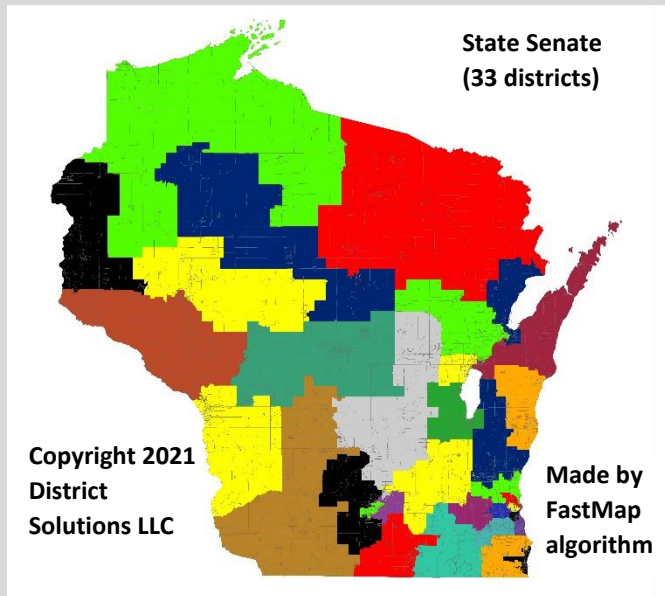 State Senate
(33 districts)
Copyright 2021
District
Solutions LLC
Made by
FastMap
algorithm